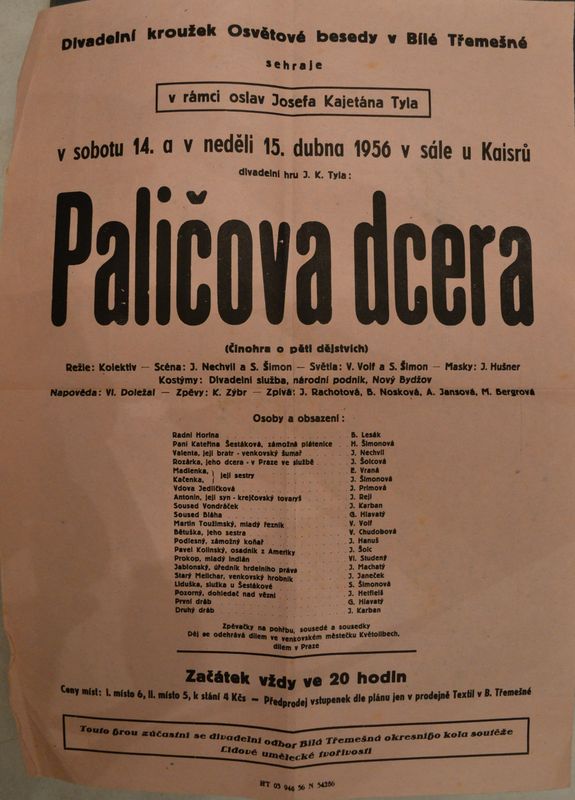 Divadelní kroužek Osvětové besedy v Bílé Třemešné
sehraje
v rámci oslav Josefa Kajetána Tyla
v sobotu 14. a v neděli 15. dubna 1956 v sále u Kaisrů
divadelní hru J. K. Tyla:
Paličova dcera
(Činohra o pěti dějstvích)
Režie: Kolektiv — Scéna: J. Nechvíl a S. Šimon — Světla: V. Volf a S. Šimon — Masky: J. Hušner
Kostýmy: Divadelní služba, národní podnik, Nový Bydžov
Napověda: Vl. Doležal — Zpěvy: K. Zýbr — Zpívá: J. Rachotová, B. Nosková, A. Jansová, M. Bergrová
Osoby a obsazení:
Radní Horina B. Lesák
Paní Kateřina Šestáková, zámožná plátenice H. Šimonová
Valenta, její bratr - venkovský šumař J. Nechvíl
Rozárka, jeho dcera - v Praze ve službě J. Šolcová
Madlenka, E. Vraná
Kačenka, } její sestry J. Šimonová
Vdova Jedličková J. Prímová
Antonín, její syn - krejčovský tovaryš J. Rejl
Soused Vondráček J. Karban
Soused Bláha G. Hlavatý
Martin Toužimský, mladý řezník V. Volf
Bětuška, jeho sestra V. Chudobová
Podlesný, zámožný koňař J. Hanuš
Pavel Kolínský, osadník z Ameriky J. Šolc
Prokop, mladý indián Vl. Studený
Jablonský, úředník hrdelního práva J. Machatý
Starý Melichar, venkovský hrobník J. Janeček
Liduška, služka u Šestákové S. Šimonová
Pozorný, dohledač nad vězni J. Hetfleiš
První dráb G. Hlavatý
Druhý dráb J. Karban
Zpěvačky na pohřbu, sousedé a sousedky
Děj se odehrává dílem ve venkovském městečku Květolibech,
dílem v Praze
Začátek vždy ve 20 hodin
Ceny míst: I. místo 6, II. místo 5, k stání 4 Kčs — Předprodej vstupenek dle plánu jen v prodejně Textil v B. Třemešné
Touto hrou zúčastní se divadelní odbor Bílá Třemešná okresního kola soutěže
Lidové umělecké tvořivosti
HT 03 946 56 N 54386